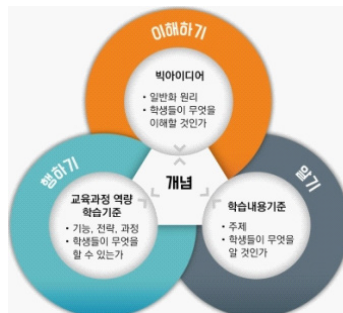 이해하기
빅아이디어
• 일반화 원리
• 학생들이 무엇을
이해할 것인가
개념
행하기
교육과정 역량
학습기준
• 기능, 전략, 과정
• 학생들이 무엇을
할 수 있는가
알기
학습내용기준
• 주제
• 학생들이 무엇을
알 것인가